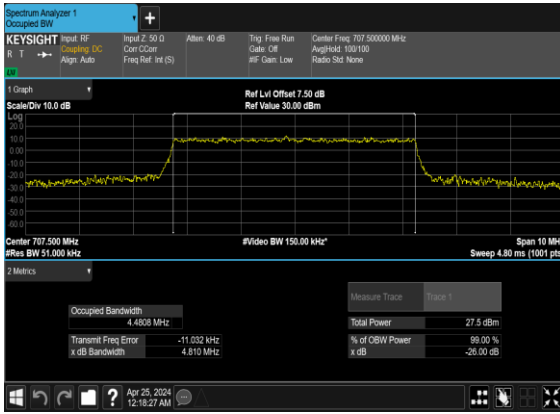 Spectrum Analyzer 1
Occupied BW
+
KEYSIGHT Input: RF Input Z: 50 Ω Atten: 40 dB Trig: Free Run Center Freq: 707.500000 MHz
R T Coupling: DC Corr CCorr Gate: Off Avg|Hold: 100/100
Align: Auto Freq Ref: Int (S) #IF Gain: Low Radio Std: None
LXI
1 Graph
Ref Lvl Offset 7.50 dB
Scale/Div 10.0 dB Ref Value 30.00 dBm
Log
20.0
10.0
0.00
-10.0
-20.0
-30.0
-40.0
-50.0
-60.0
Center 707.500 MHz #Video BW 150.00 kHz* Span 10 MH
#Res BW 51.000 kHz Sweep 4.80 ms (1001 pts
2 Metrics
Measure Trace Trace 1
Occupied Bandwidth
4.4808 MHz Total Power 27.5 dBm
Transmit Freq Error -11.032 kHz % of OBW Power 99.00 %
x dB Bandwidth 4.810 MHz x dB -26.00 dB
? Apr 25, 2024
12:18:27 AM